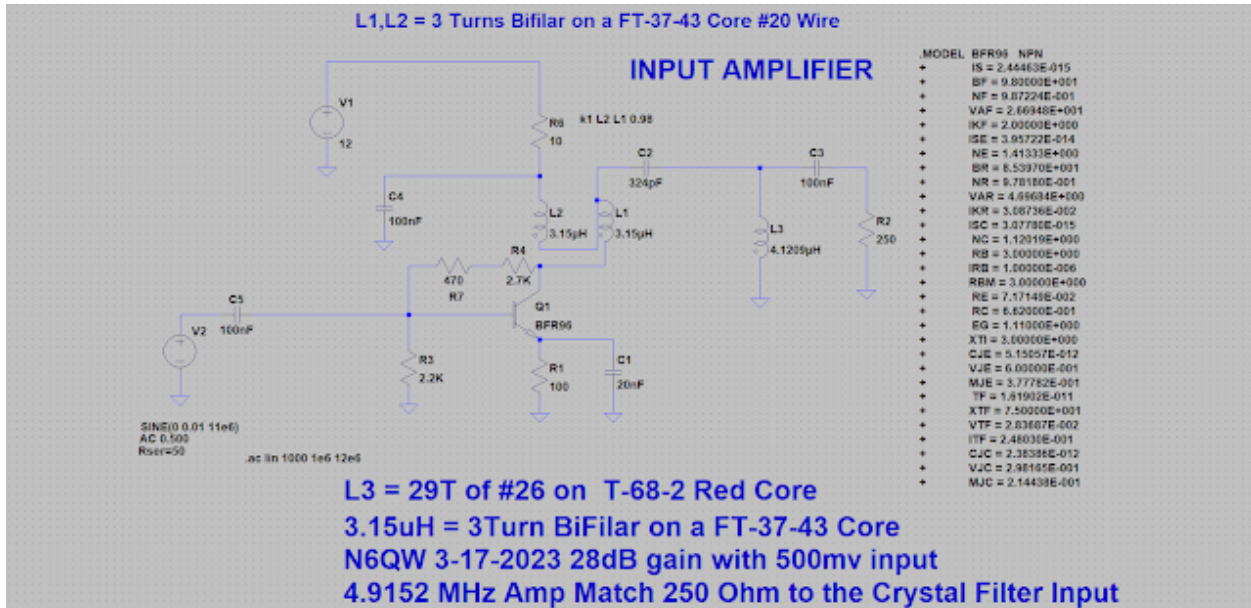 L1,L2 = 3 Turns Bifilar on a FT-37-43 Core #20 Wire
INPUT AMPLIFIER
V1
12
R6
10
k1 L2 L1 0.98
C4
100nF
L2
3.15µH
L1
3.15µH
C2
324pF
C3
100nF
L3
4.1209µH
R2
250
R4
2.7K
470
R7
Q1
BFR96
C5
100nF
V2
R3
2.2K
R1
100
C1
20nF
SINE(0 0.01 11e6)
AC 0.500
Rser=50
.ac lin 1000 1e6 12e6
.MODEL BFR96 NPN
+ IS = 2.44463E-015
+ BF = 9.80000E+001
+ NF = 9.87224E-001
+ VAF = 2.66948E+001
+ IKF = 2.00000E+000
+ ISE = 3.95722E-014
+ NE = 1.41333E+000
+ BR = 8.53970E+001
+ NR = 9.78180E-001
+ VAR = 4.69684E+000
+ IKR = 3.08736E-002
+ ISC = 3.07780E-015
+ NC = 1.12019E+000
+ RB = 3.00000E+000
+ IRB = 1.00000E-006
+ RBM = 3.00000E+000
+ RE = 7.17148E-002
+ RC = 6.62000E-001
+ EG = 1.11000E+000
+ XTI = 3.00000E+000
+ CJE = 5.15057E-012
+ VJE = 6.00000E-001
+ MJE = 3.77782E-001
+ TF = 1.61902E-011
+ XTF = 7.50000E+001
+ VTF = 2.83687E-002
+ ITF = 2.48030E-001
+ CJC = 2.38386E-012
+ VJC = 2.98165E-001
+ MJC = 2.14438E-001
L3 = 29T of #26 on T-68-2 Red Core
3.15uH = 3Turn BiFilar on a FT-37-43 Core
N6QW 3-17-2023 28dB gain with 500mv input
4.9152 MHz Amp Match 250 Ohm to the Crystal Filter Input